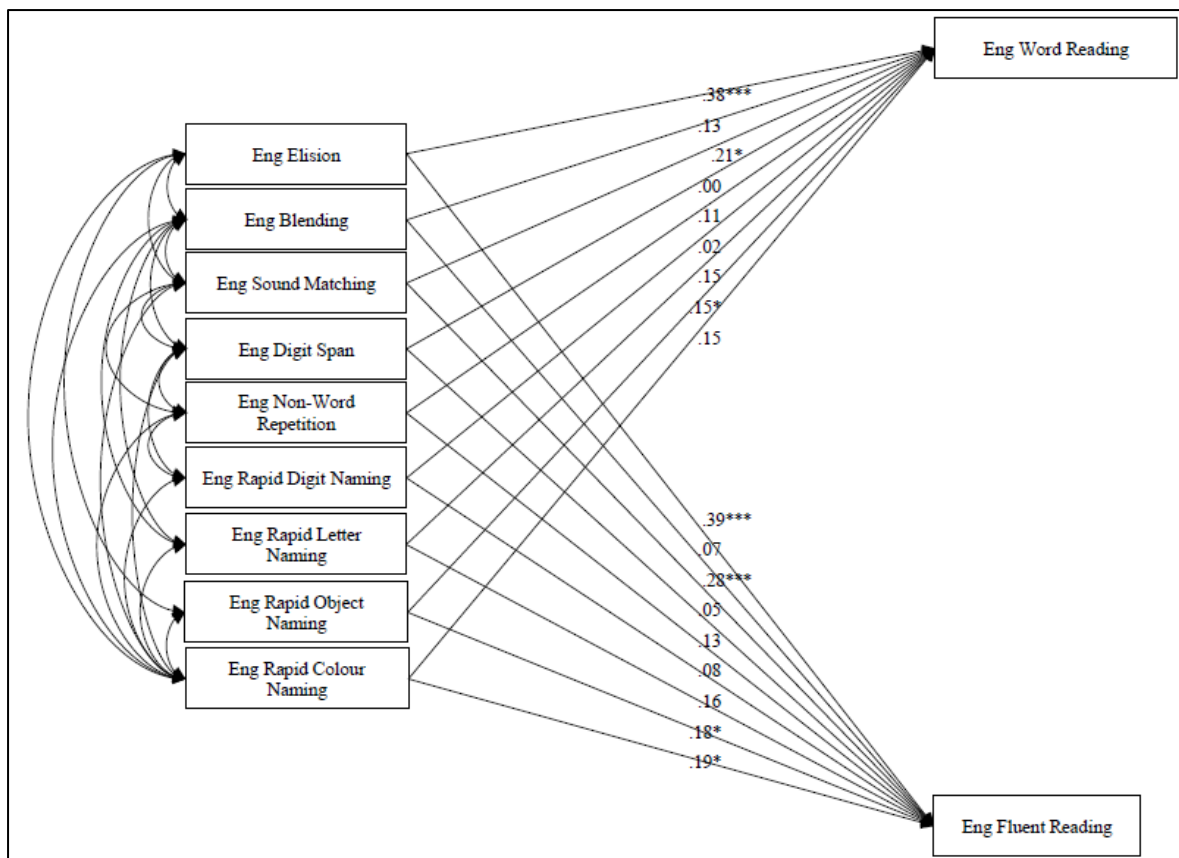 Eng Word Reading
.38***
.13
.21*
.00
.11
.02
.15
.15*
.15
Eng Elision
Eng Blending
Eng Sound Matching
Eng Digit Span
Eng Non-Word
Repetition
Eng Rapid Digit Naming
Eng Rapid Letter
Naming
Eng Rapid Object
Naming
Eng Rapid Colour
Naming
.39***
.07
.28***
.05
.13
.08
.16
.18*
.19*
Eng Fluent Reading